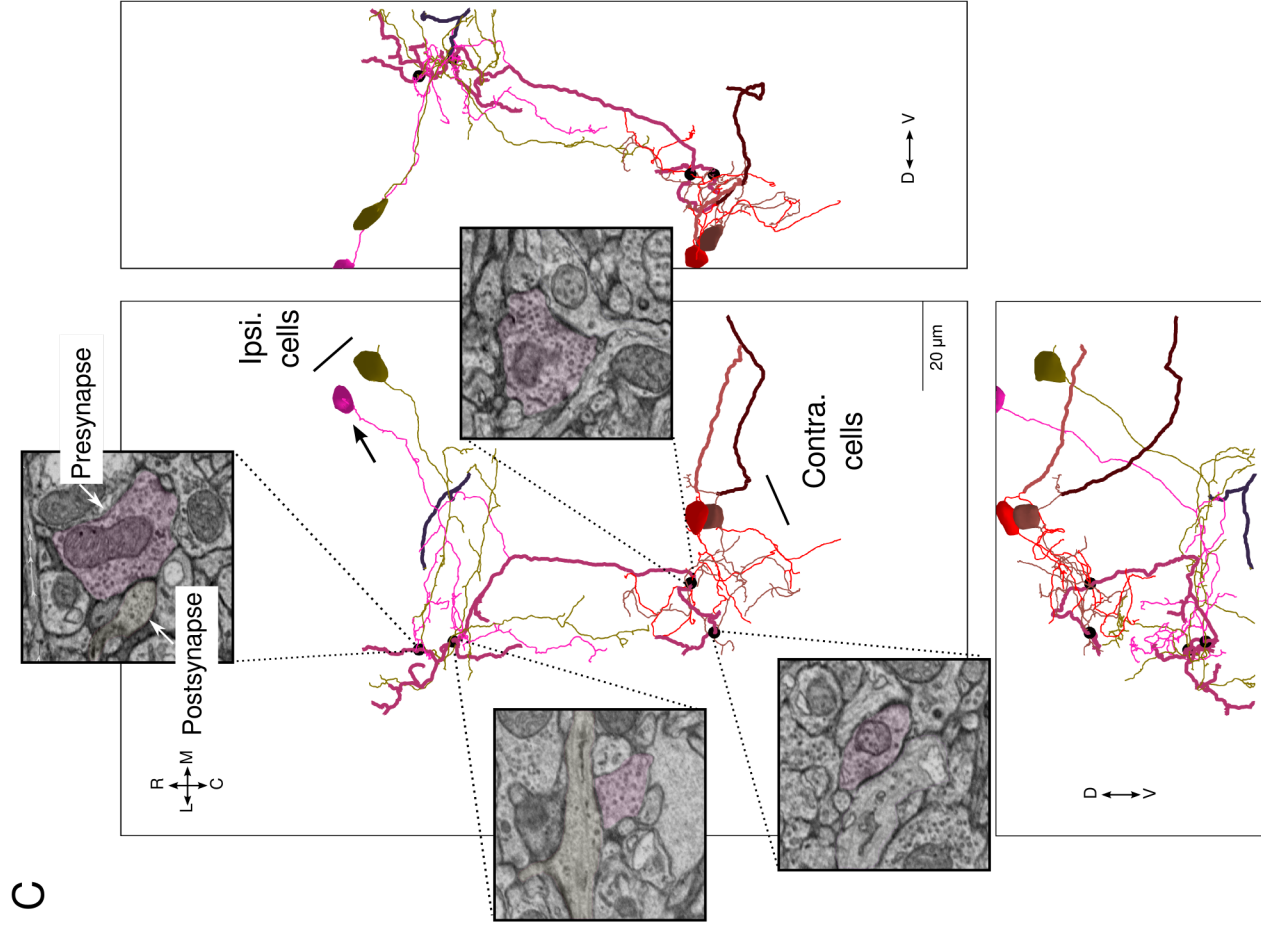 C
Presynapse
Postsynapse
R
L M
C
Ipsi.
cells
Contra.
cells
20 µm
D V
D
V